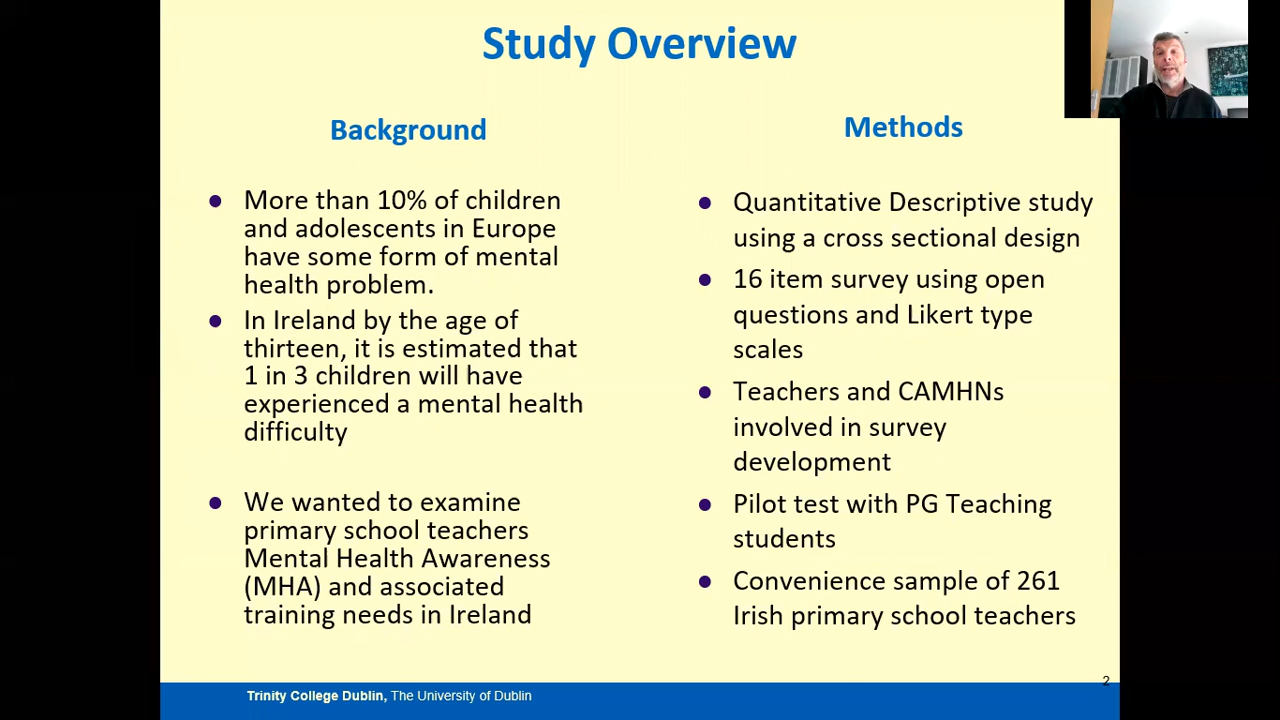 Study Overview
Background
● More than 10% of children
and adolescents in Europe
have some form of mental
health problem.
● In Ireland by the age of
thirteen, it is estimated that
1 in 3 children will have
experienced a mental health
difficulty
● We wanted to examine
primary school teachers
Mental Health Awareness
(MHA) and associated
training needs in Ireland
Methods
● Quantitative Descriptive study
using a cross sectional design
● 16 item survey using open
questions and Likert type
scales
● Teachers and CAMHNs
involved in survey
development
● Pilot test with PG Teaching
students
● Convenience sample of 261
Irish primary school teachers
2
Trinity College Dublin, The University of Dublin